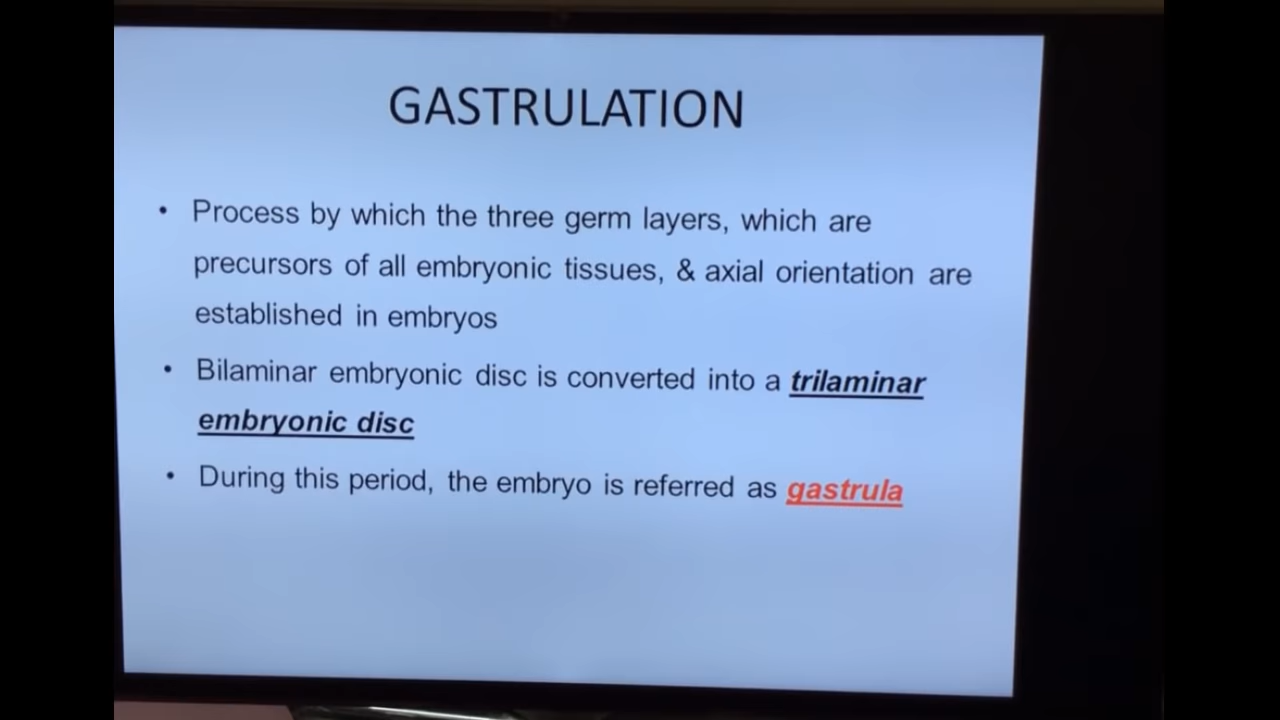 GASTRULATION
• Process by which the three germ layers, which are
precursors of all embryonic tissues, & axial orientation are
established in embryos
• Bilaminar embryonic disc is converted into a trilaminar
embryonic disc
• During this period, the embryo is referred as gastrula